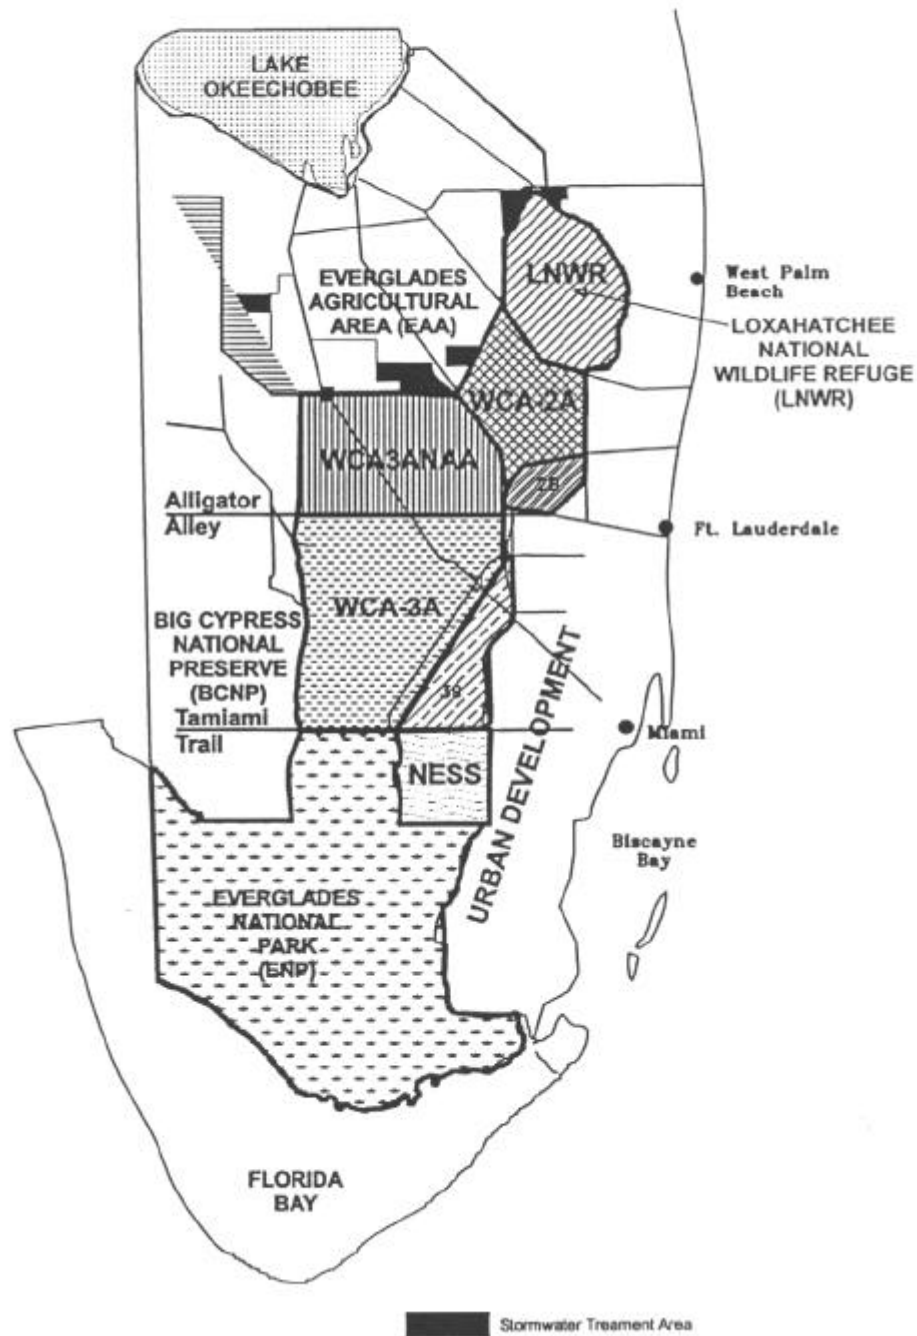 LAKE
OKEECHOBEE
EVERGLADES
AGRICULTURAL
AREA (EAA)
LNWR
West Palm
Beach
LOXAHATCHEE
NATIONAL
WILDLIFE REFUGE
(LNWR)
WCA-2A
WCA3ANAA
2B
Alligator
Alley
Ft. Lauderdale
WCA-3A
BIG CYPRESS
NATIONAL
PRESERVE
(BCNP)
3B
Tamiami
Trail
Miami
NESS
URBAN DEVELOPMENT
Biscayne
Bay
EVERGLADES
NATIONAL
PARK
(ENP)
FLORIDA
BAY
Stormwater Treament Area